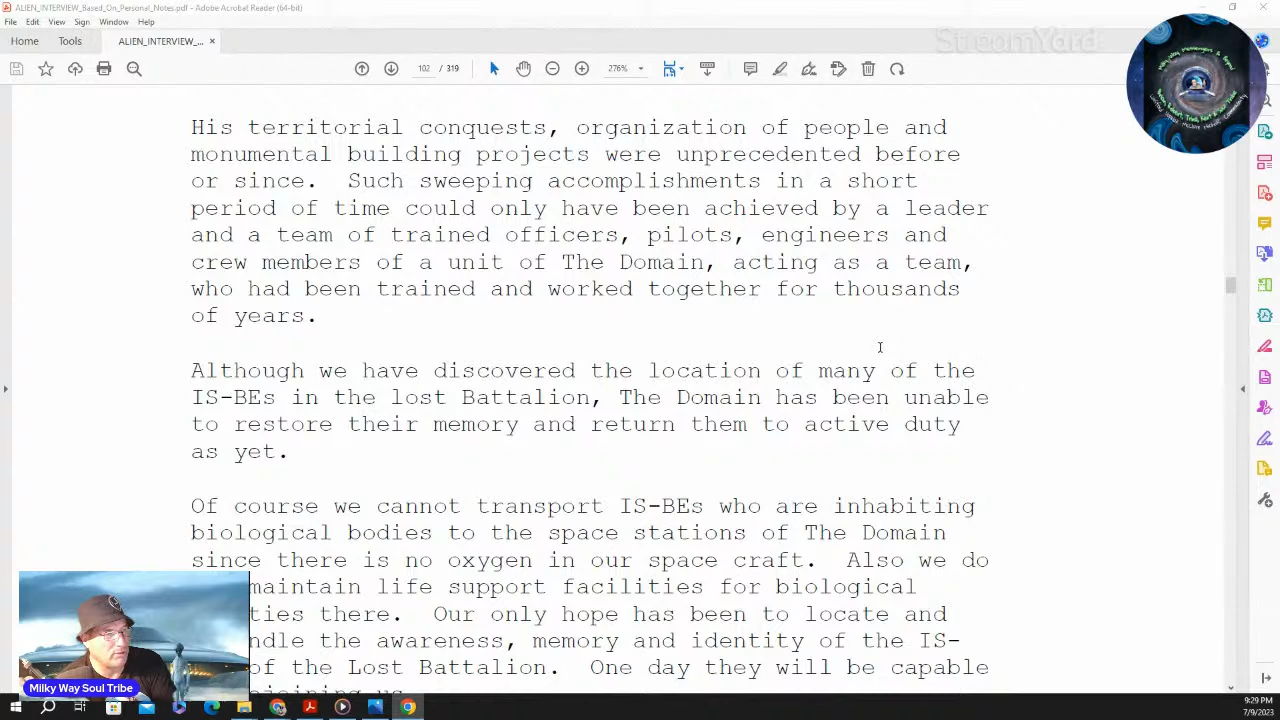 ALIEN_INTERVIEW_Based_On_Personal_Notes.pdf - Adobe Acrobat Reader (64-bit)
File Edit View Sign Window Help
Home Tools ALIEN_INTERVIEW_... ×
102 / 319 276%
StreamYard
His territorial conquests, organization of people and
monumental building projects were unprecedented before
or since.  Such sweeping accomplishments in a short
period of time could only have been achieved by a leader
and a team of trained officers, pilots, engineers and
crew members of a unit of The Domain, acting as a team,
who had been trained and worked together for thousands
of years.
Although we have discovered the location of many of the
IS-BEs in the lost Battalion, The Domain has been unable
to restore their memory and return them to active duty
as yet.
Of course we cannot transport IS-BEs who are inhabiting
biological bodies to the space stations of The Domain
since there is no oxygen in our space craft.  Also we do
maintain life support facilities for biological
ties there.  Our only hope has been to locate and
ndle the awareness, memory and identity of the IS-
of the Lost Battalion.  One day they will be capable
joining us
Milky Way Soul Tribe
9:29 PM
7/9/2023